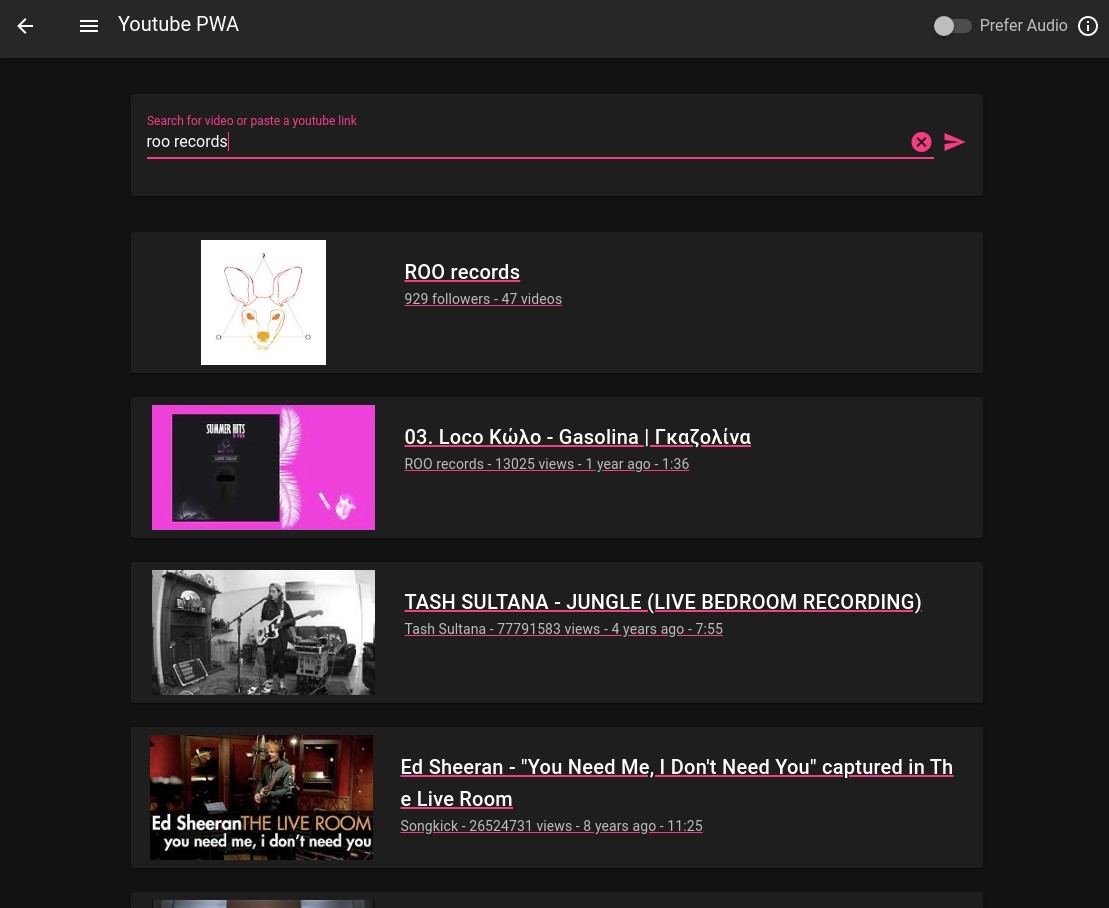 Youtube PWA
Prefer Audio
Search for video or paste a youtube link
roo records
ROO records
929 followers - 47 videos
SUMMER HITS
03. Loco Κώλο - Gasolina | Γκαζολίνα
ROO records - 13025 views - 1 year ago - 1:36
TASH SULTANA - JUNGLE (LIVE BEDROOM RECORDING)
Tash Sultana - 77791583 views - 4 years ago - 7:55
Ed Sheeran THE LIVE ROOM
you need me, i don't need you
Ed Sheeran - "You Need Me, I Don't Need You" captured in Th
e Live Room
Songkick - 26524731 views - 8 years ago - 11:25